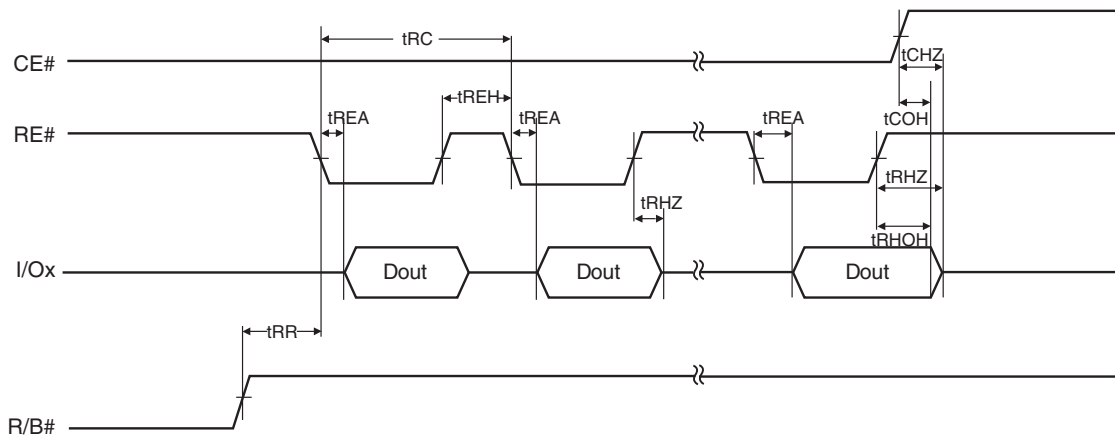 tRC
tCHZ
CE#
tREH
tCOH
tREA
tREA
tREA
RE#
tRHZ
tRHZ
tRHOH
I/Ox
Dout
Dout
Dout
tRR
R/B#